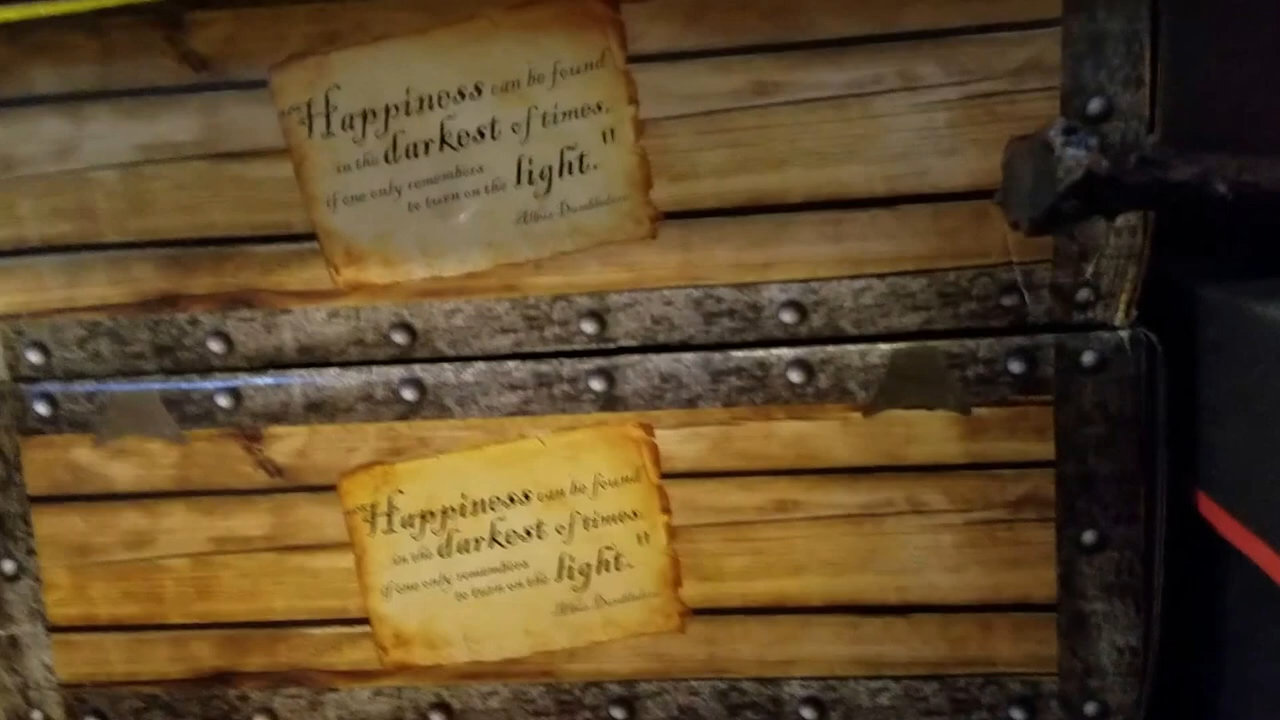 "Happiness can be found
in the darkest of times.
if one only remembers
to turn on the light."
Albus Dumbledore
"Happiness can be found
in the darkest of times.
if one only remembers
to turn on the light."
Albus Dumbledore